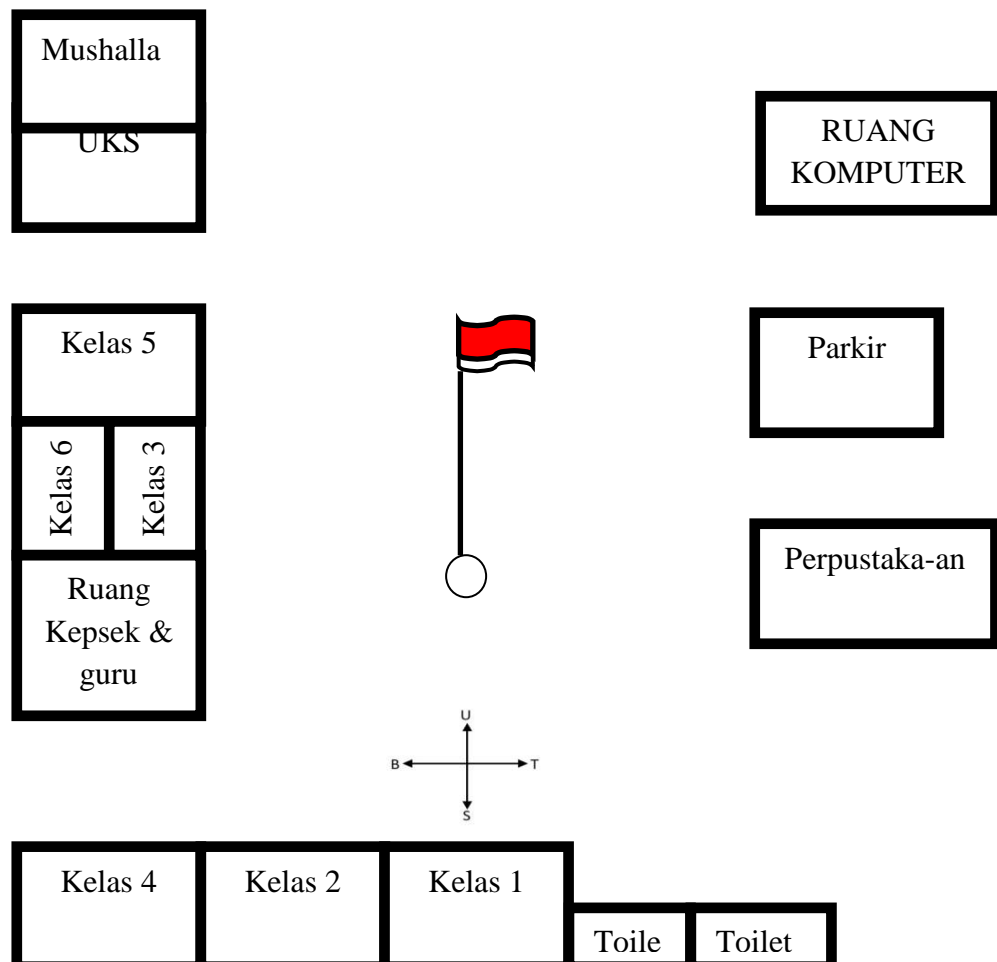 Mushalla
UKS
RUANG
KOMPUTER
Kelas 5
Parkir
Kelas 6
Kelas 3
Perpustaka-an
Ruang
Kepsek &
guru
U
B
T
S
Kelas 4
Kelas 2
Kelas 1
Toile
Toilet